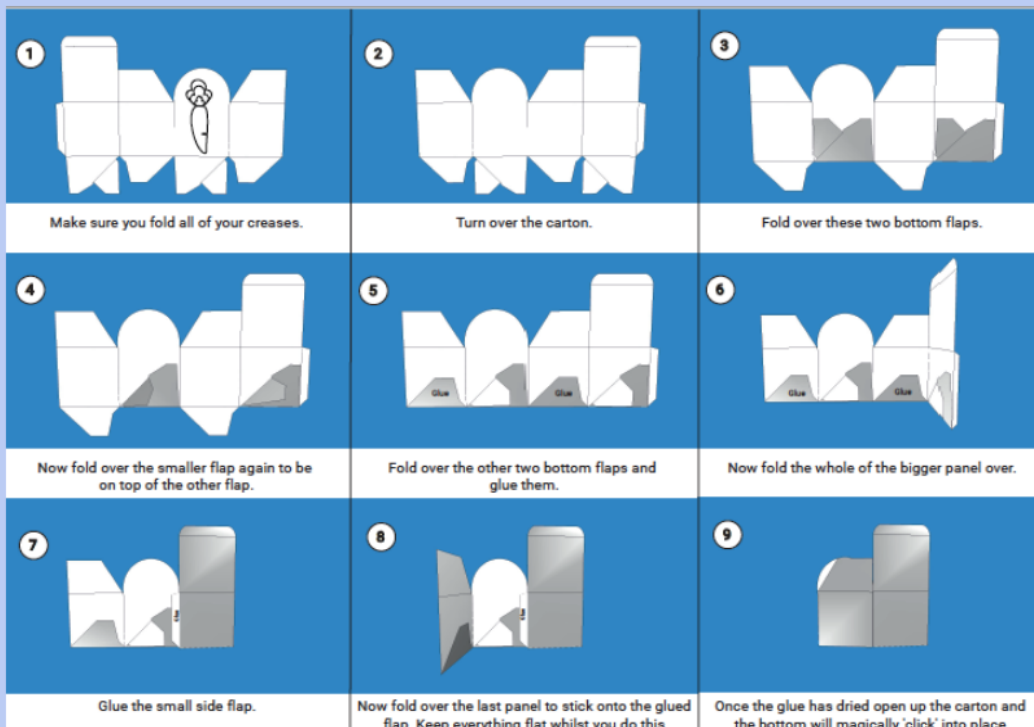 1
Make sure you fold all of your creases.
2
Turn over the carton.
3
Fold over these two bottom flaps.
4
Now fold over the smaller flap again to be
on top of the other flap.
5
Glue
Glue
Fold over the other two bottom flaps and
glue them.
6
Glue
Glue
Now fold the whole of the bigger panel over.
7
Glue
Glue the small side flap.
8
Glue
Now fold over the last panel to stick onto the glued
flap. Keep everything flat whilst you do this.
9
Once the glue has dried open up the carton and
the bottom will magically 'click' into place.